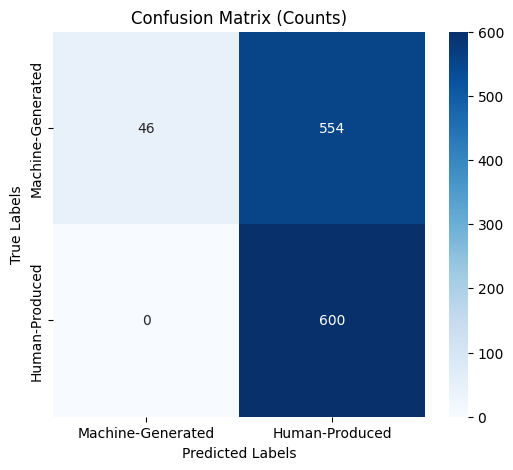 Confusion Matrix (Counts)
True Labels
Machine-Generated
Human-Produced
46
554
0
600
Machine-Generated
Human-Produced
Predicted Labels
600
500
400
300
200
100
0